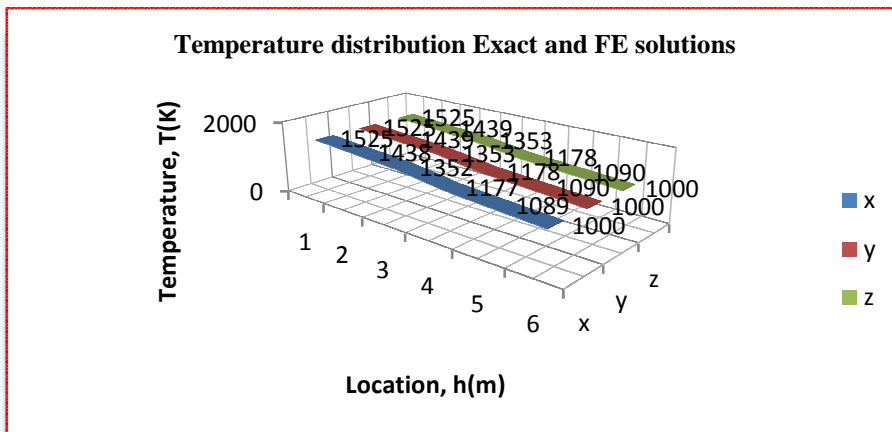 Temperature distribution Exact and FE solutions
Temperature, T(K)
2000
0
1525
1439
1353
1178
1090
1000
1525
1439
1353
1178
1090
1000
1525
1438
1352
1177
1089
1000
1
2
3
4
5
6
x
y
z
Location, h(m)
x
y
z